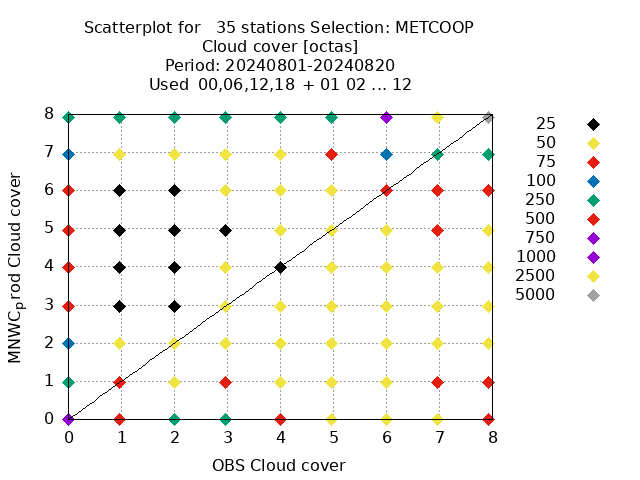 Scatterplot for   35 stations Selection: METCOOP
Cloud cover [octas]
Period: 20240801-20240820
Used  00,06,12,18 + 01 02 ... 12
8
7
6
5
4
3
2
1
0
0 1 2 3 4 5 6 7 8
MNWC_prod Cloud cover
OBS Cloud cover
25
50
75
100
250
500
750
1000
2500
5000